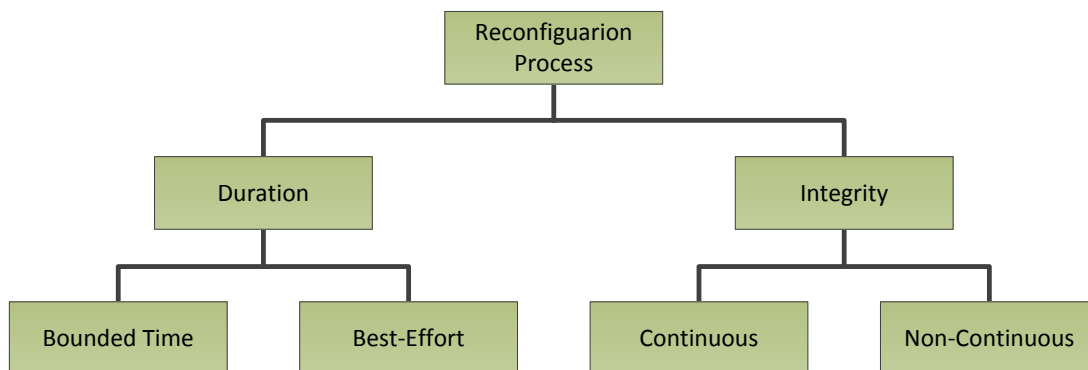 Reconfiguarion
Process
Duration
Integrity
Bounded Time
Best-Effort
Continuous
Non-Continuous